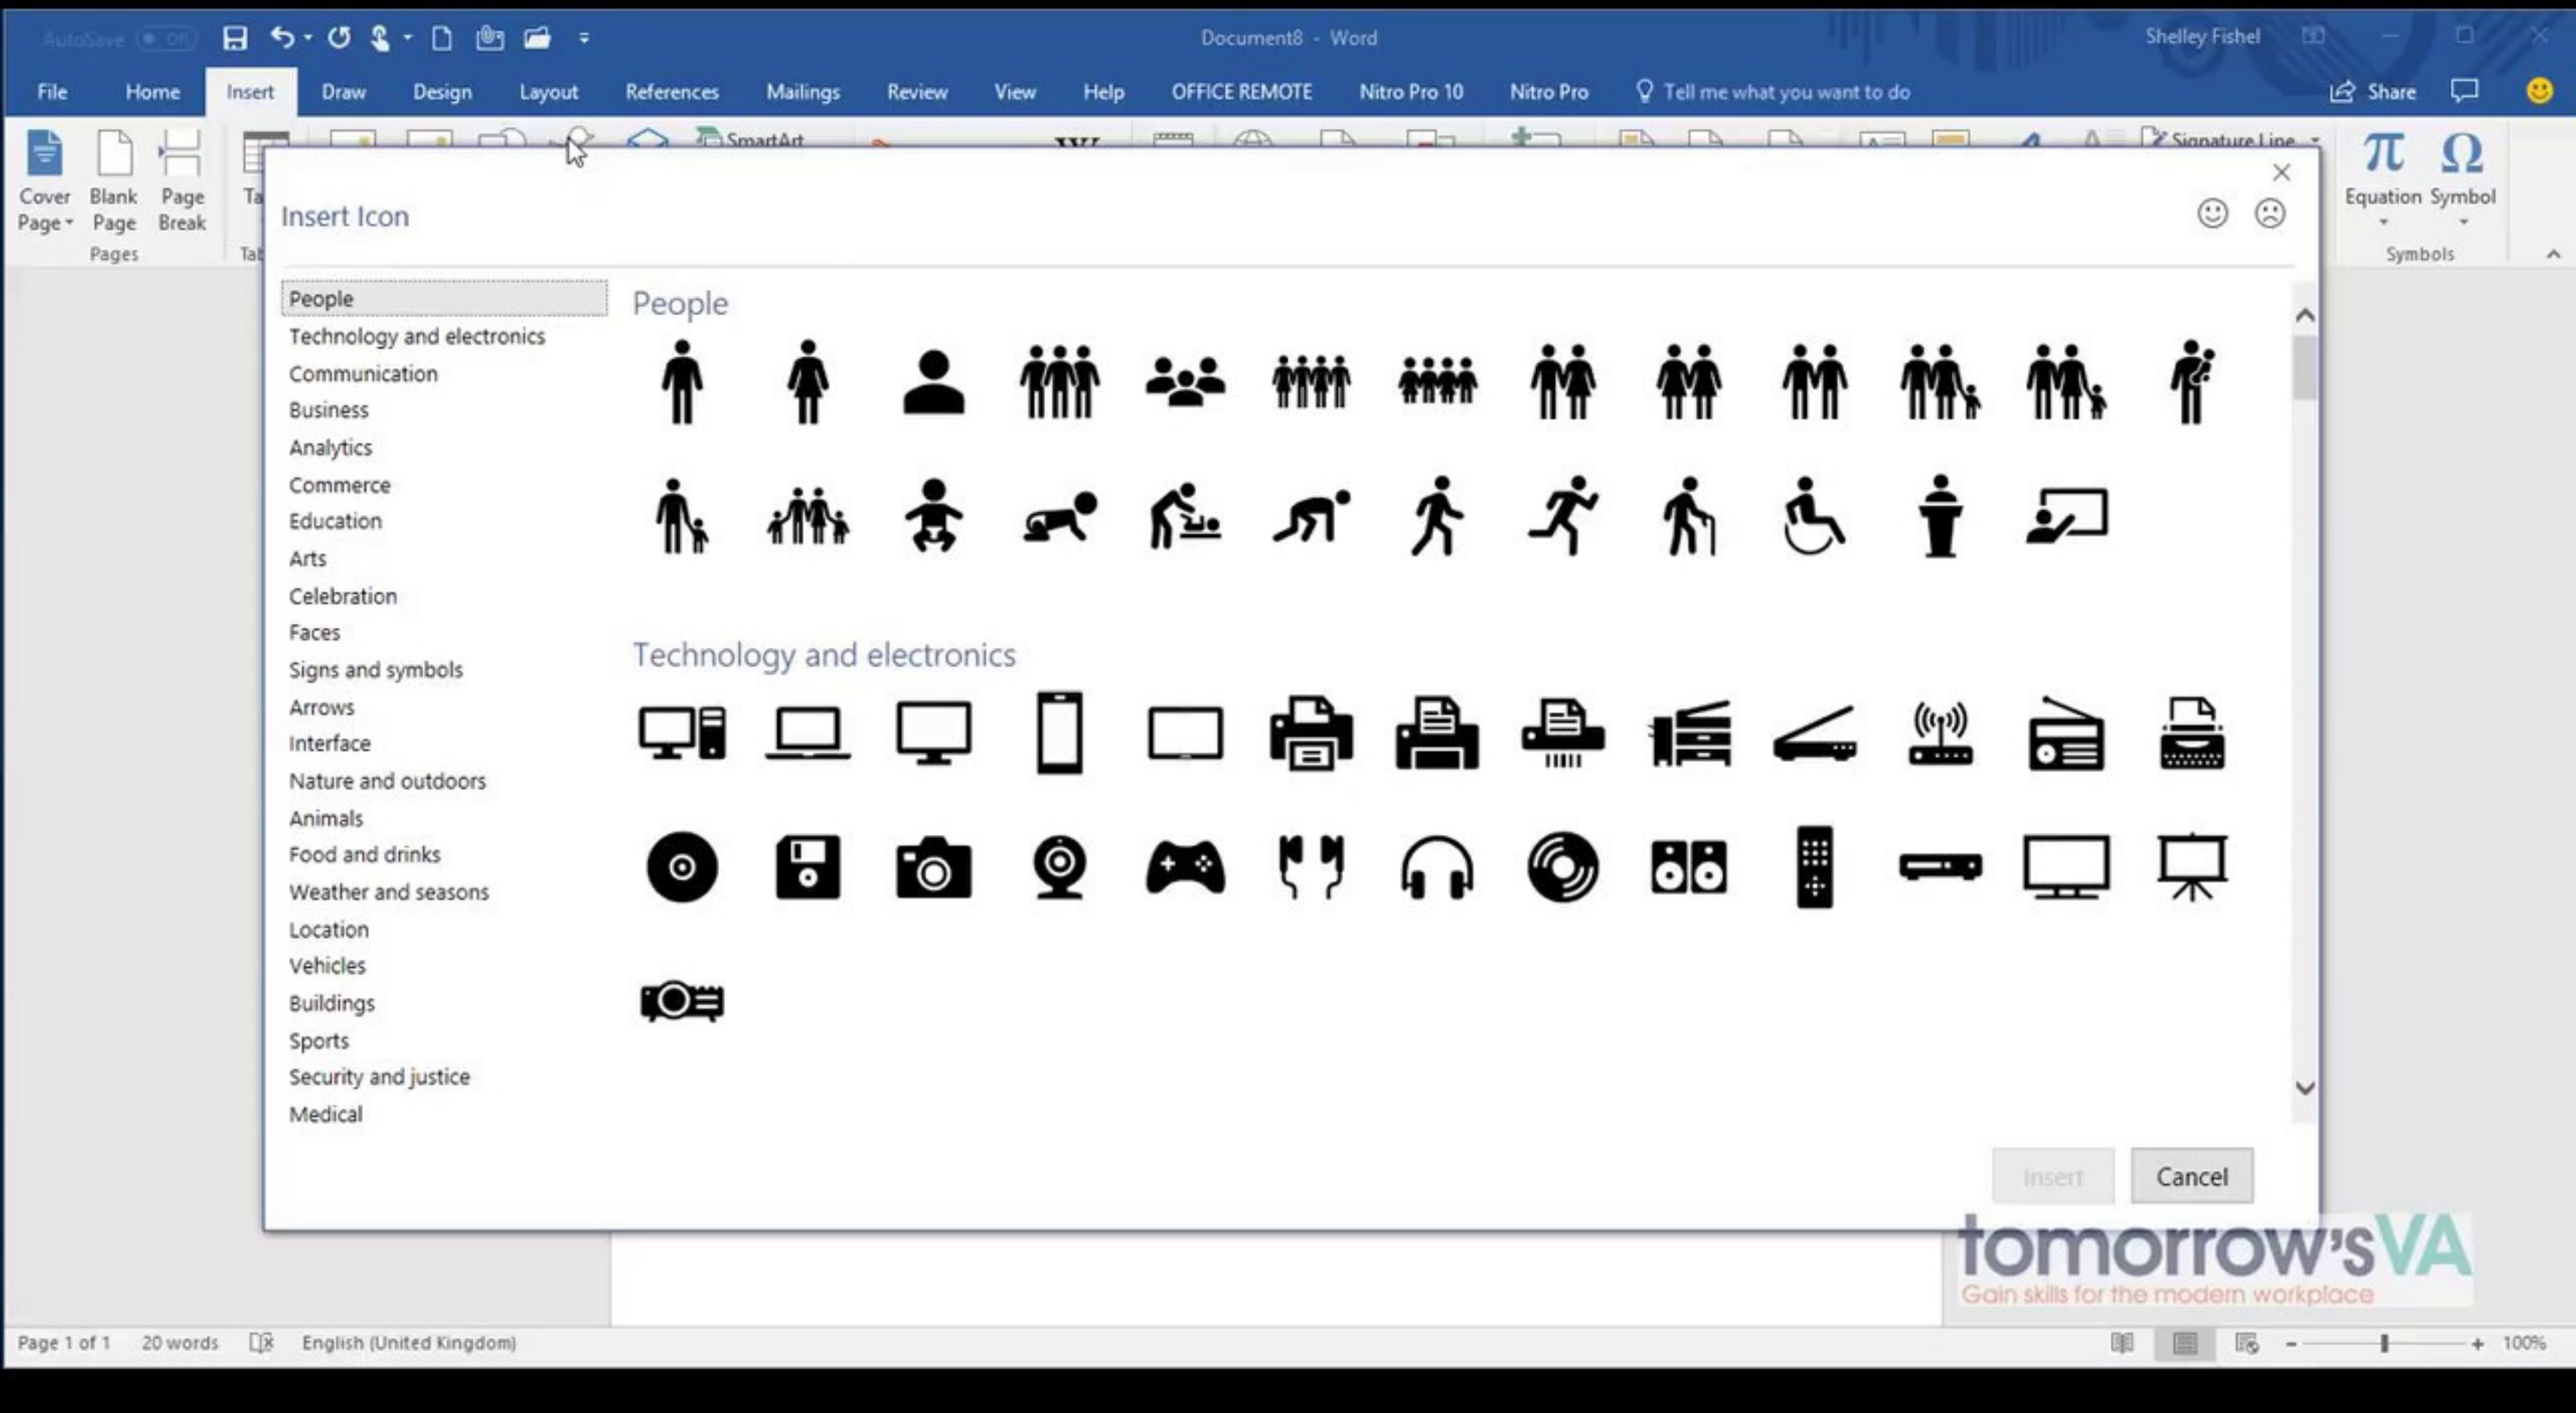 AutoSave On
Document8 - Word
Shelley Fishel
File Home Insert Draw Design Layout References Mailings Review View Help OFFICE REMOTE Nitro Pro 10 Nitro Pro Tell me what you want to do Share
SmartArt
Signature Line
Cover Page
Blank Page
Page Break
Pages
Equation
Symbol
Symbols
Insert Icon
People
Technology and electronics
Communication
Business
Analytics
Commerce
Education
Arts
Celebration
Faces
Signs and symbols
Arrows
Interface
Nature and outdoors
Animals
Food and drinks
Weather and seasons
Location
Vehicles
Buildings
Sports
Security and justice
Medical
People
Technology and electronics
Insert
Cancel
tomorrow'sVA
Gain skills for the modern workplace
Page 1 of 1 20 words English (United Kingdom)
100%